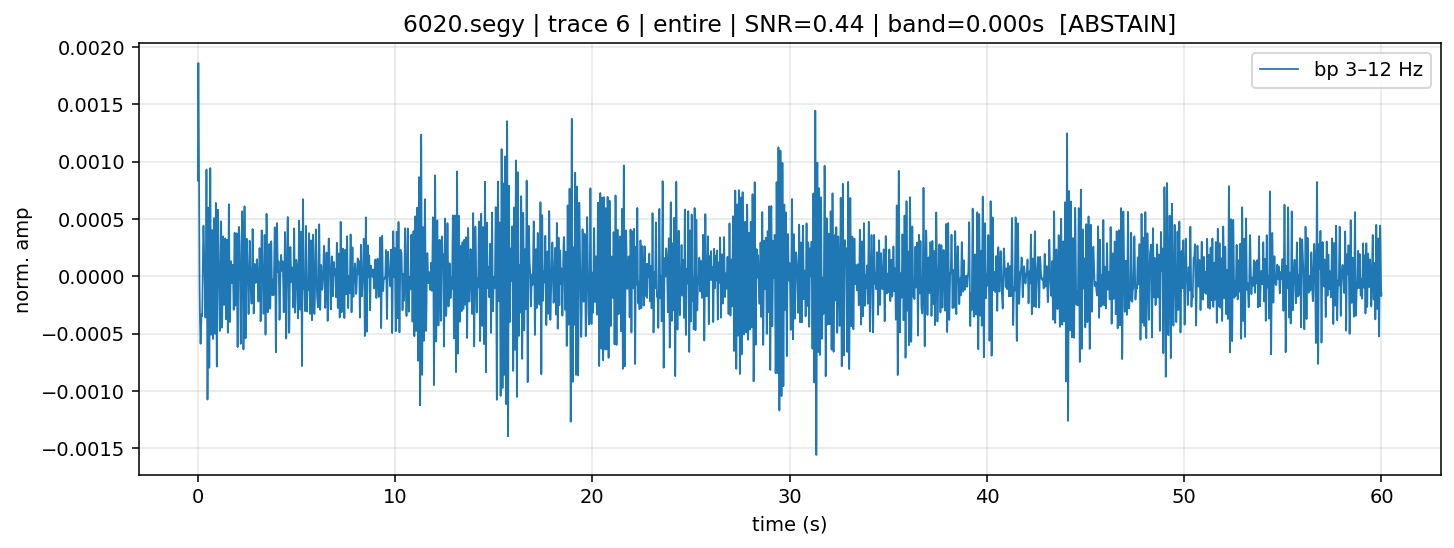 6020.segy | trace 6 | entire | SNR=0.44 | band=0.000s [ABSTAIN]
bp 3–12 Hz
0.0020
0.0015
0.0010
0.0005
0.0000
−0.0005
−0.0010
−0.0015
norm. amp
0 10 20 30 40 50 60
time (s)